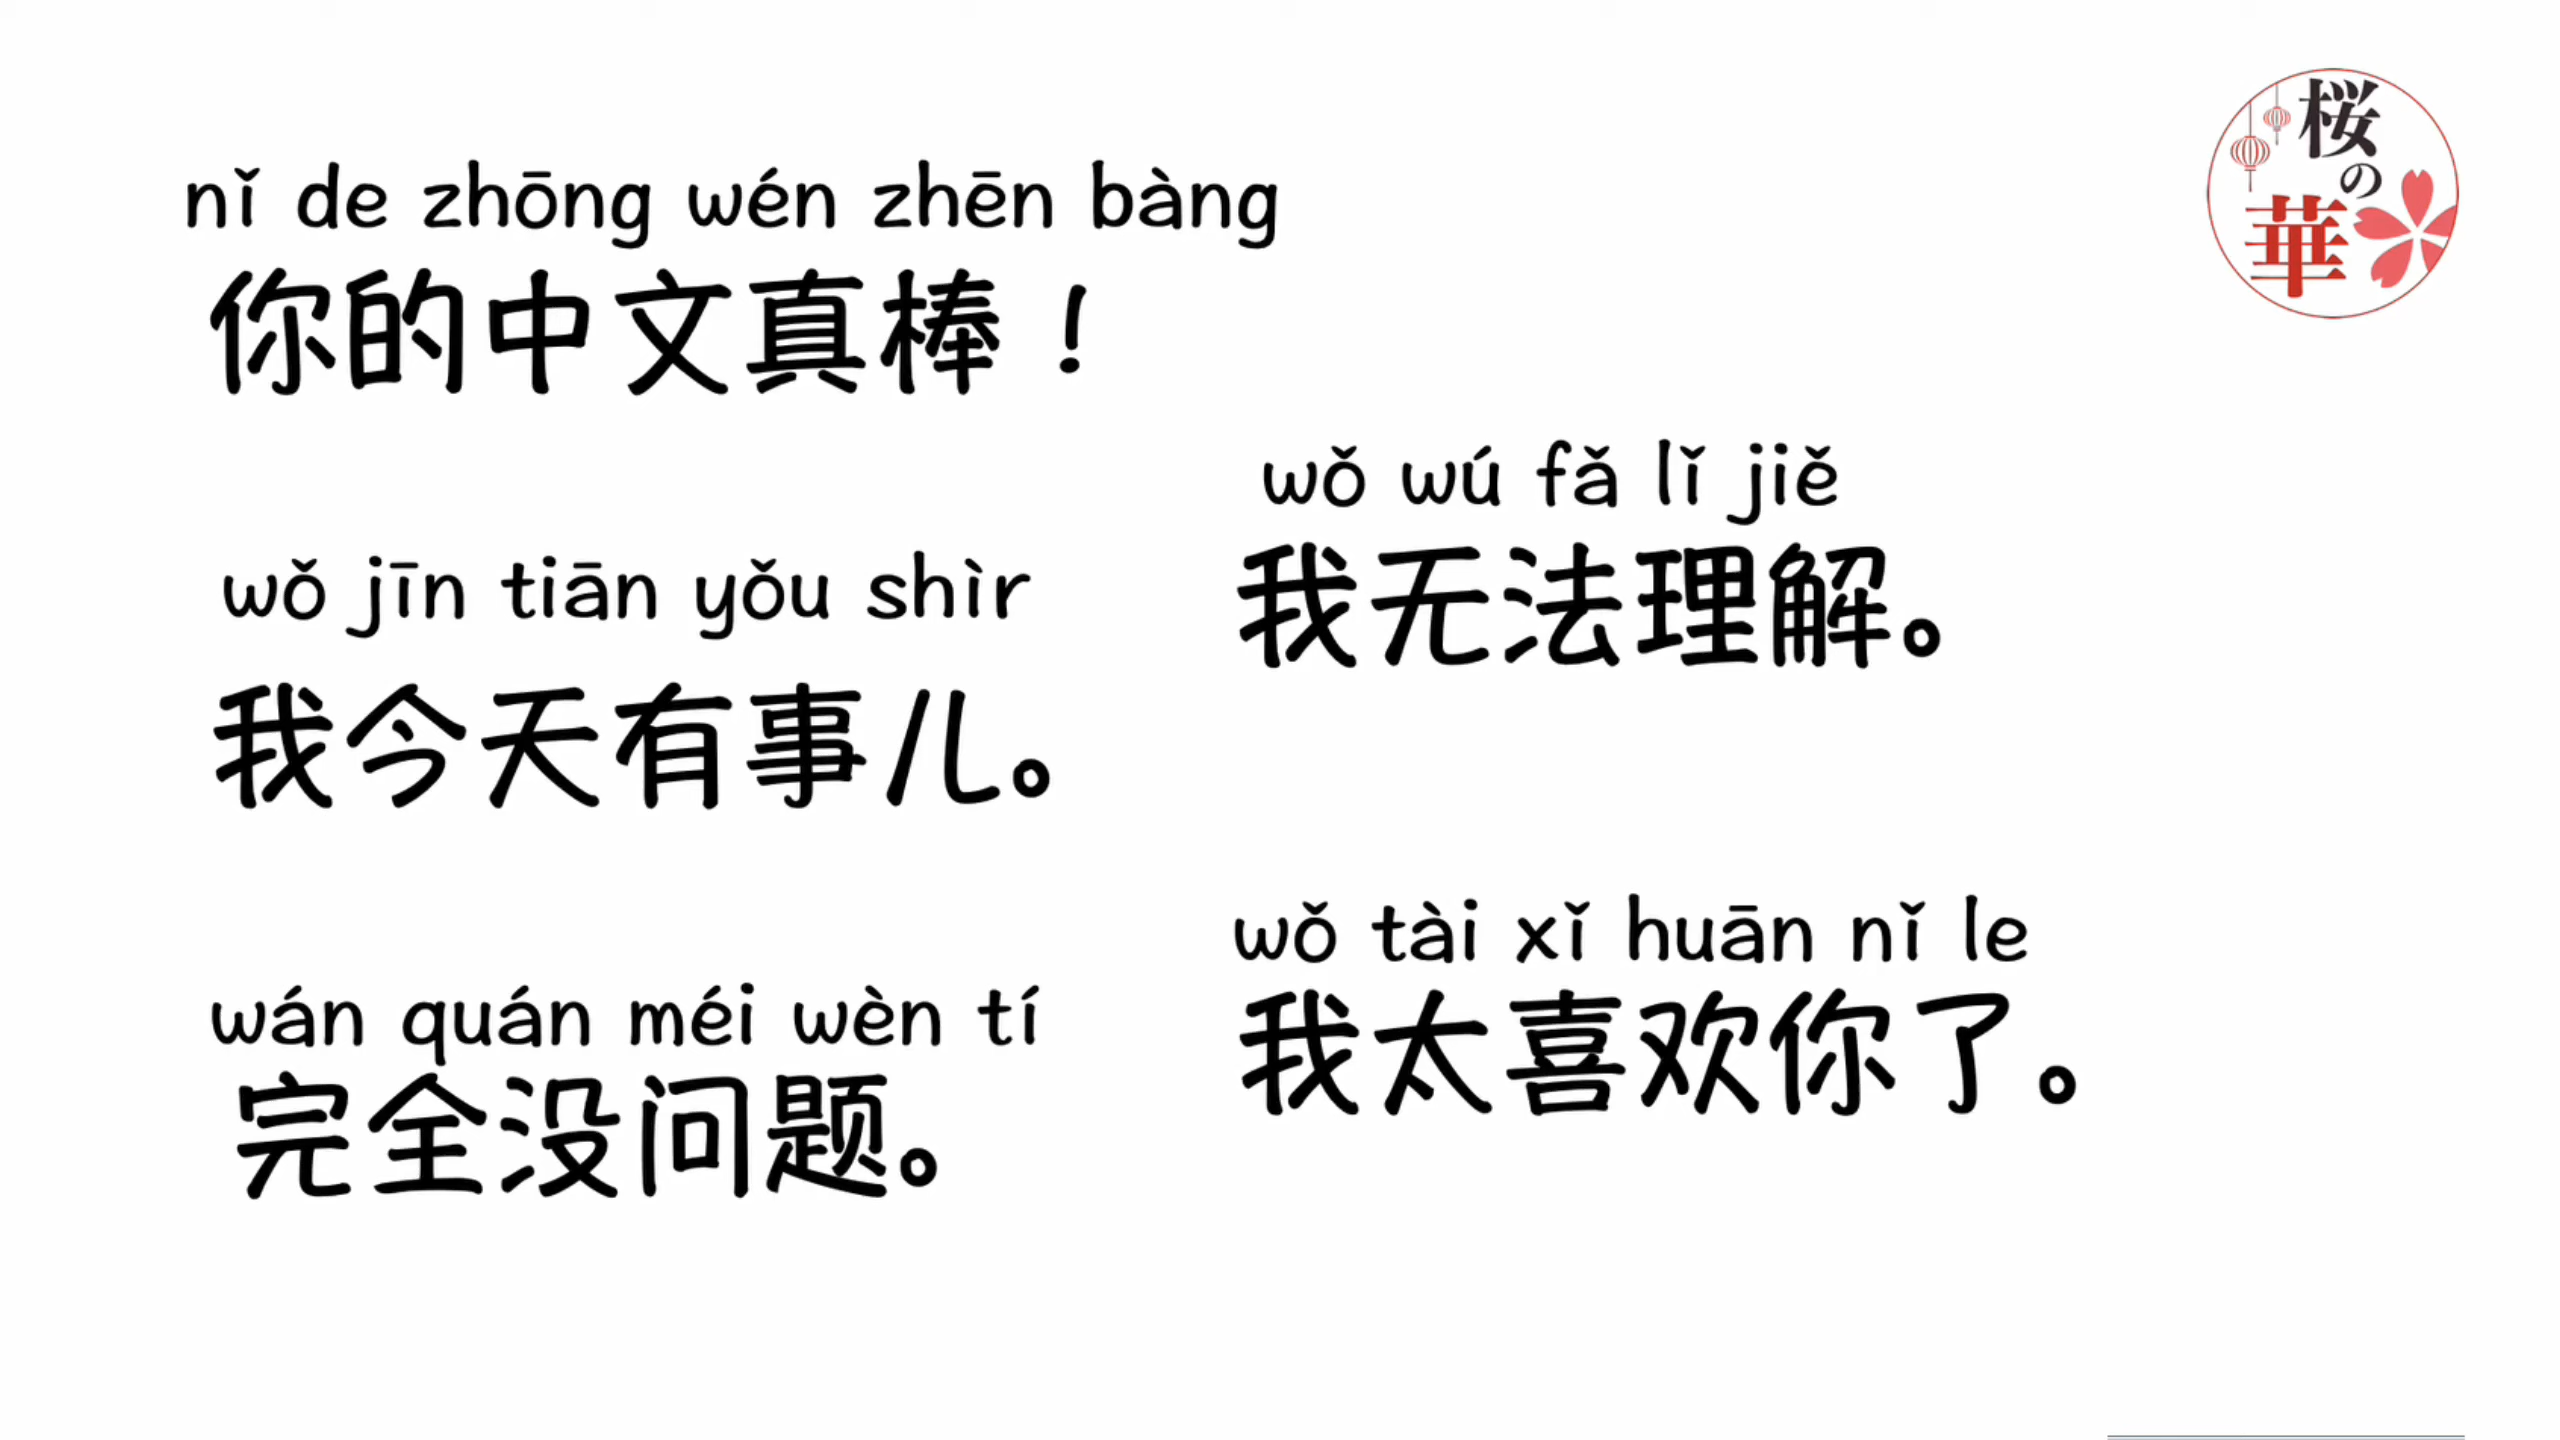 nǐ de zhōng wén zhēn bàng
你的中文真棒！
wǒ jīn tiān yǒu shìr
我今天有事儿。
wán quán méi wèn tí
完全没问题。
wǒ wú fǎ lǐ jiě
我无法理解。
wǒ tài xǐ huān nǐ le
我太喜欢你了。
桜の華